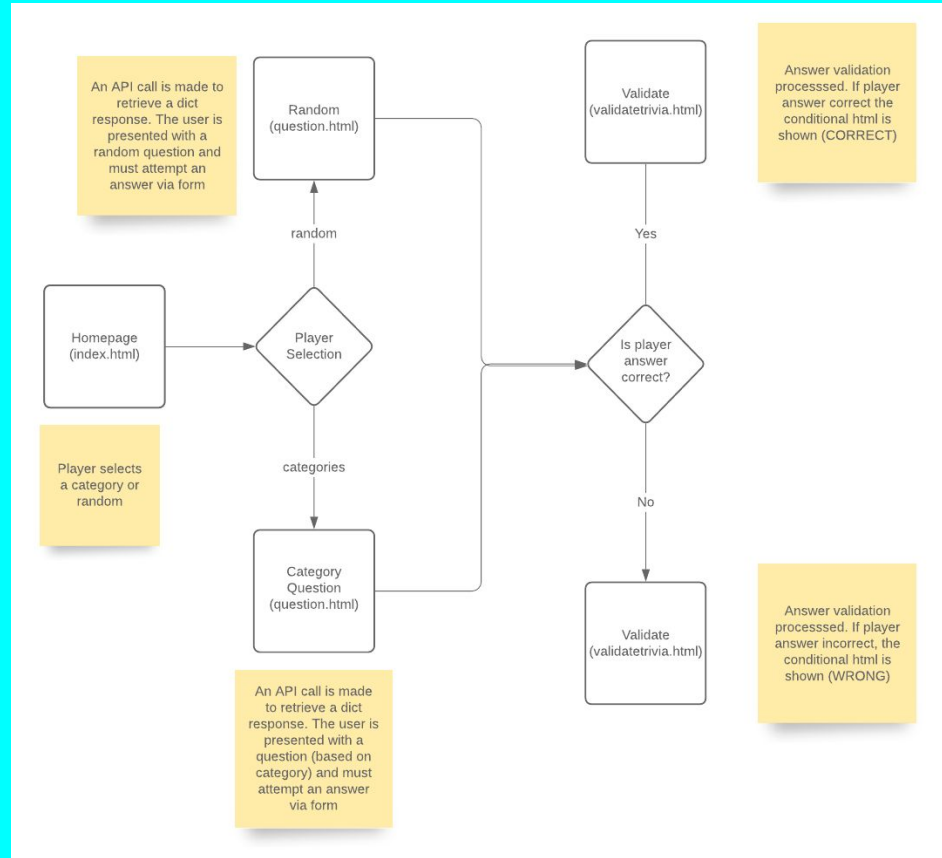 An API call is made
to retrieve a dict
response. The user is
presented with a
random question and
must attempt an
answer via form
Random
(question.html)
Validate
(validatetrivia.html)
Answer validation
processsed. If player
answer correct the
conditional html is
shown (CORRECT)
random
Yes
Homepage
(index.html)
Player
Selection
Is player
answer
correct?
Player selects
a category or
random
categories
No
Category
Question
(question.html)
Validate
(validatetrivia.html)
Answer validation
processsed. If player
answer incorrect, the
conditional html is
shown (WRONG)
An API call is made
to retrieve a dict
response. The user is
presented with a
question (based on
category) and must
attempt an answer
via form